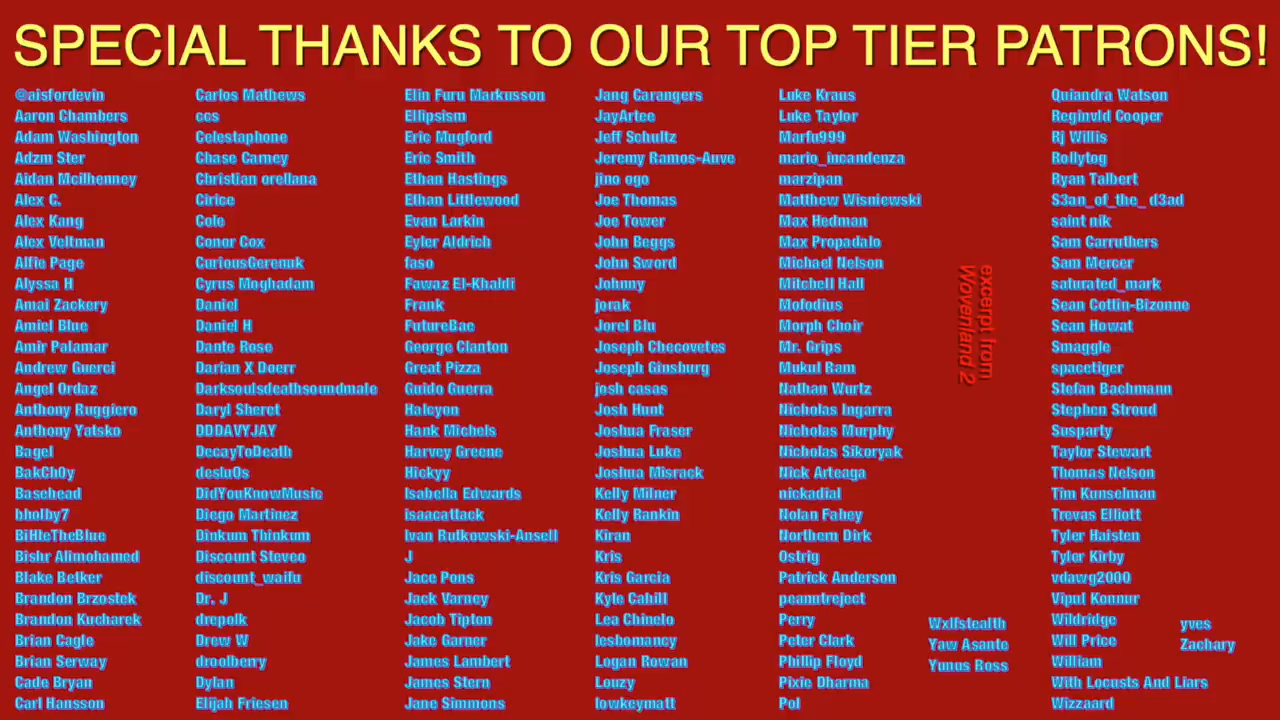 SPECIAL THANKS TO OUR TOP TIER PATRONS!
@aisfordevin
Aaron Chambers
Adam Washington
Adzm Ster
Aidan Mcilhenney
Alex C.
Alex Kang
Alex Veltman
Alfie Page
Alyssa H
Amai Zackery
Amiel Blue
Amir Palamar
Andrew Guerci
Angel Ordaz
Anthony Ruggiero
Anthony Yatsko
Bagel
BakCh0y
Basehead
bholby7
BiHleTheBlue
Bishr Alimohamed
Blake Betker
Brandon Brzostek
Brandon Kucharek
Brian Cagle
Brian Serway
Cade Bryan
Carl Hansson
Carlos Mathews
ccs
Celestaphone
Chase Carney
Christian orellana
Cirice
Cole
Conor Cox
CuriousGerenuk
Cyrus Moghadam
Daniel
Daniel H
Dante Rose
Darian X Doerr
Darksoulsdeathsoundmale
Daryl Sheret
DDDAVYJAY
DecayToDeath
deslu0s
DidYouKnowMusic
Diego Martinez
Dinkum Thinkum
Discount Steveo
discount_waifu
Dr. J
drepolk
Drew W
droolberry
Dylan
Elijah Friesen
Elin Furu Markusson
Ellipsism
Eric Mugford
Eric Smith
Ethan Hastings
Ethan Littlewood
Evan Larkin
Eyler Aldrich
faso
Fawaz El-Khaldi
Frank
FutureBae
George Clanton
Great Pizza
Guido Guerra
Halcyon
Hank Michels
Harvey Greene
Hickyy
Isabella Edwards
isaacattack
Ivan Rutkowski-Ansell
J
Jace Pons
Jack Varney
Jacob Tipton
Jake Garner
James Lambert
James Stern
Jane Simmons
Jang Carangers
JayArtee
Jeff Schultz
Jeremy Ramos-Auve
jino ogo
Joe Thomas
Joe Tower
John Beggs
John Sword
Johnny
jorak
Jorel Blu
Joseph Checovetes
Joseph Ginsburg
josh casas
Josh Hunt
Joshua Fraser
Joshua Luke
Joshua Misrack
Kelly Milner
Kelly Rankin
Kiran
Kris
Kris Garcia
Kyle Cahill
Lea Chinelo
lesbomancy
Logan Rowan
Louzy
lowkeymatt
Luke Kraus
Luke Taylor
Marfu999
mario_incandenza
marzipan
Matthew Wisniewski
Max Hedman
Max Propadalo
Michael Nelson
Mitchell Hall
Mofodius
Morph Choir
Mr. Grips
Mukul Ram
Nathan Wurtz
Nicholas Ingarra
Nicholas Murphy
Nicholas Sikoryak
Nick Arteaga
nickadial
Nolan Fahey
Northern Dirk
Ostrig
Patrick Anderson
peanutreject
Perry
Peter Clark
Phillip Floyd
Pixie Dharma
Pol
excerpt from
Wovenland 2
Wxlfstealth
Yaw Asante
Yunus Ross
Quiandra Watson
Reginvld Cooper
Rj Willis
Rollytog
Ryan Talbert
S3an_of_the_ d3ad
saint nik
Sam Carruthers
Sam Mercer
saturated_mark
Sean Coffin-Bizonne
Sean Howat
Smaggle
spacetiger
Stefan Bachmann
Stephen Stroud
Susparty
Taylor Stewart
Thomas Nelson
Tim Kunselman
Trevas Elliott
Tyler Haisten
Tyler Kirby
vdawg2000
Vipul Konnur
Wildridge
Will Price
William
With Locusts And Liars
Wizzaard
yves
Zachary